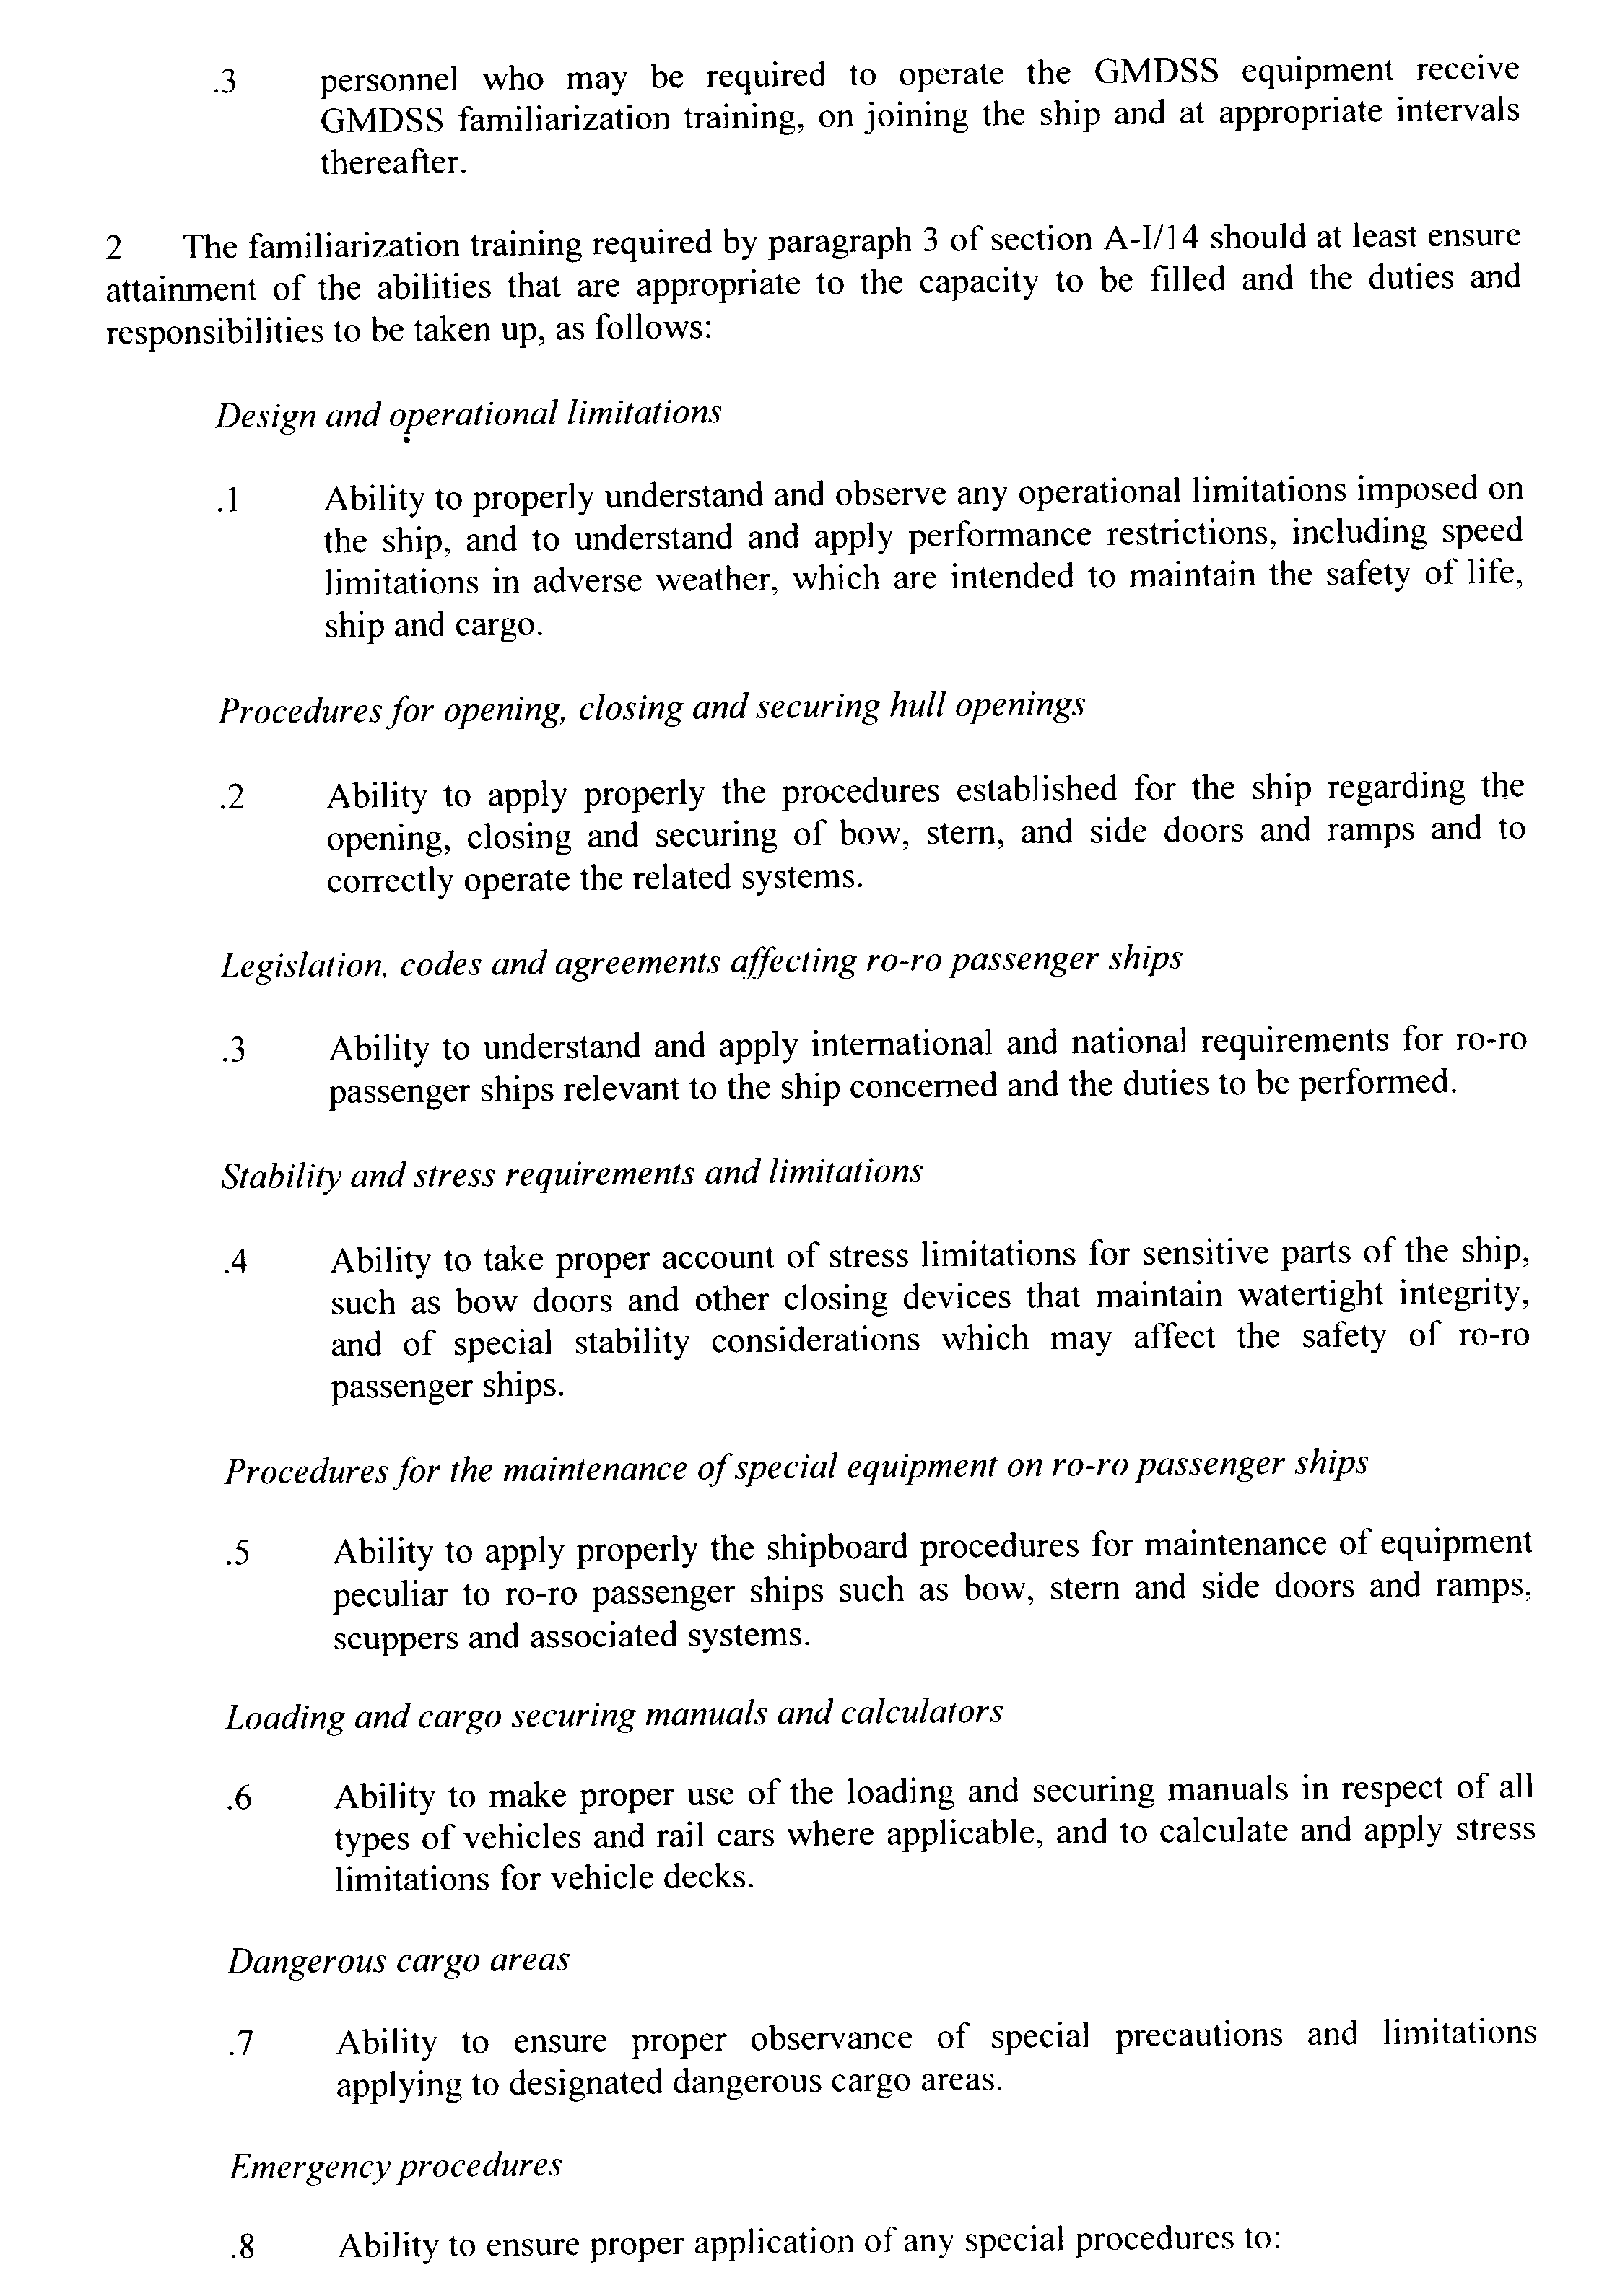 .3 personnel who may be required to operate the GMDSS equipment receive
GMDSS familiarization training, on joining the ship and at appropriate intervals
thereafter.
2 The familiarization training required by paragraph 3 of section A-I/14 should at least ensure
attainment of the abilities that are appropriate to the capacity to be filled and the duties and
responsibilities to be taken up, as follows:
Design and operational limitations
.1 Ability to properly understand and observe any operational limitations imposed on
the ship, and to understand and apply performance restrictions, including speed
limitations in adverse weather, which are intended to maintain the safety of life,
ship and cargo.
Procedures for opening, closing and securing hull openings
.2 Ability to apply properly the procedures established for the ship regarding the
opening, closing and securing of bow, stern, and side doors and ramps and to
correctly operate the related systems.
Legislation, codes and agreements affecting ro-ro passenger ships
.3 Ability to understand and apply international and national requirements for ro-ro
passenger ships relevant to the ship concerned and the duties to be performed.
Stability and stress requirements and limitations
.4 Ability to take proper account of stress limitations for sensitive parts of the ship,
such as bow doors and other closing devices that maintain watertight integrity,
and of special stability considerations which may affect the safety of ro-ro
passenger ships.
Procedures for the maintenance of special equipment on ro-ro passenger ships
.5 Ability to apply properly the shipboard procedures for maintenance of equipment
peculiar to ro-ro passenger ships such as bow, stern and side doors and ramps,
scuppers and associated systems.
Loading and cargo securing manuals and calculators
.6 Ability to make proper use of the loading and securing manuals in respect of all
types of vehicles and rail cars where applicable, and to calculate and apply stress
limitations for vehicle decks.
Dangerous cargo areas
.7 Ability to ensure proper observance of special precautions and limitations
applying to designated dangerous cargo areas.
Emergency procedures
.8 Ability to ensure proper application of any special procedures to: